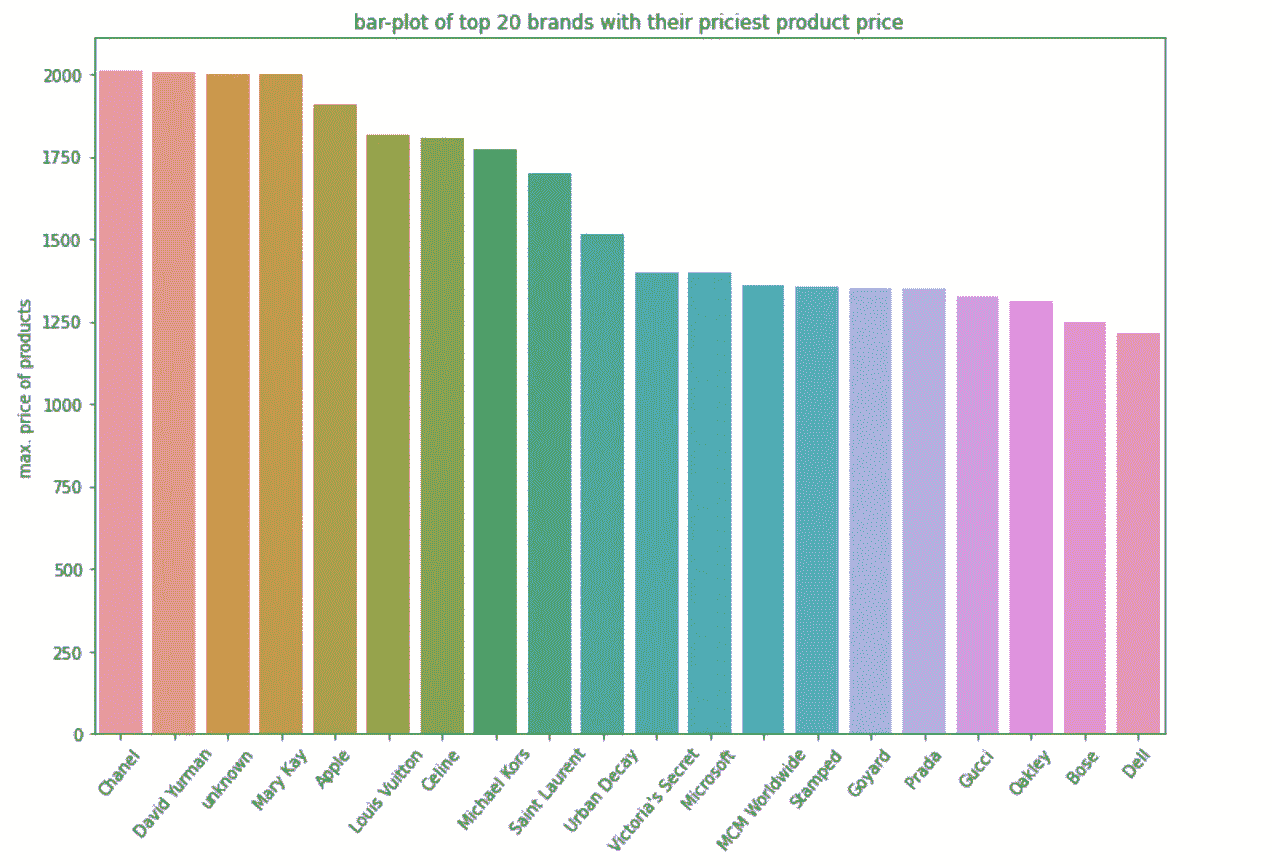 bar-plot of top 20 brands with their priciest product price
max. price of products
2000
1750
1500
1250
1000
750
500
250
0
Chanel
David Yurman
unknown
Mary Kay
Apple
Louis Vuitton
Celine
Michael Kors
Saint Laurent
Urban Decay
Victoria's Secret
Microsoft
MCM Worldwide
Stamped
Goyard
Prada
Gucci
Oakley
Bose
Dell